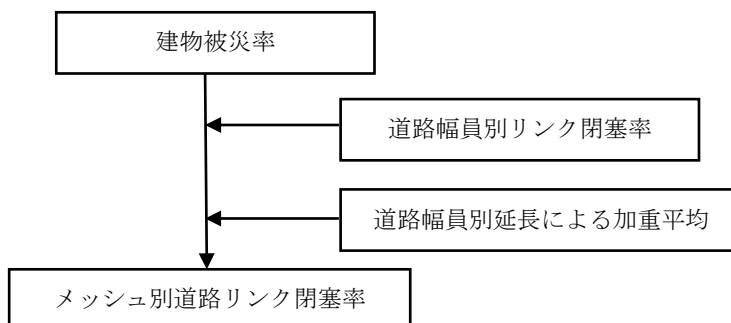 建物被災率
道路幅員別リンク閉塞率
道路幅員別延長による加重平均
メッシュ別道路リンク閉塞率